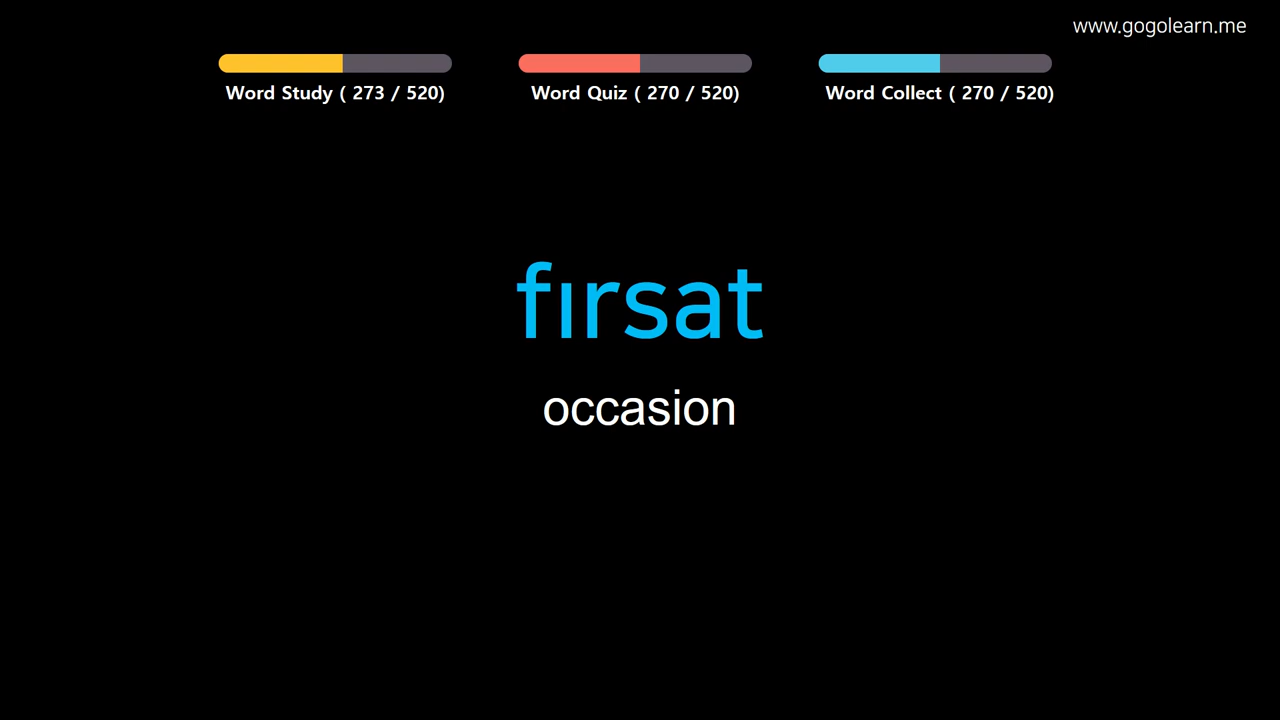 www.gogolearn.me
Word Study ( 273 / 520)
Word Quiz ( 270 / 520)
Word Collect ( 270 / 520)
fırsat
occasion